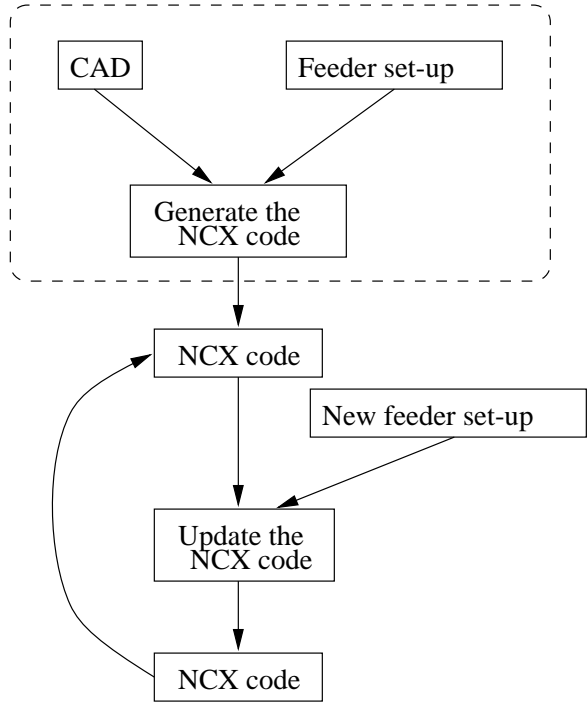 CAD
Feeder set-up
Generate the
NCX code
NCX code
New feeder set-up
Update the
NCX code
NCX code